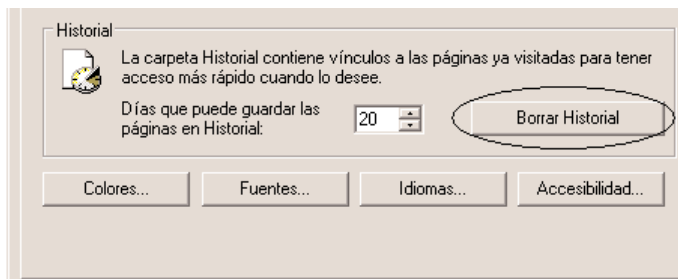 Historial
La carpeta Historial contiene vínculos a las páginas ya visitadas para tener
acceso más rápido cuando lo desee.
Días que puede guardar las
páginas en Historial:
20
Borrar Historial
Colores...
Fuentes...
Idiomas...
Accesibilidad...